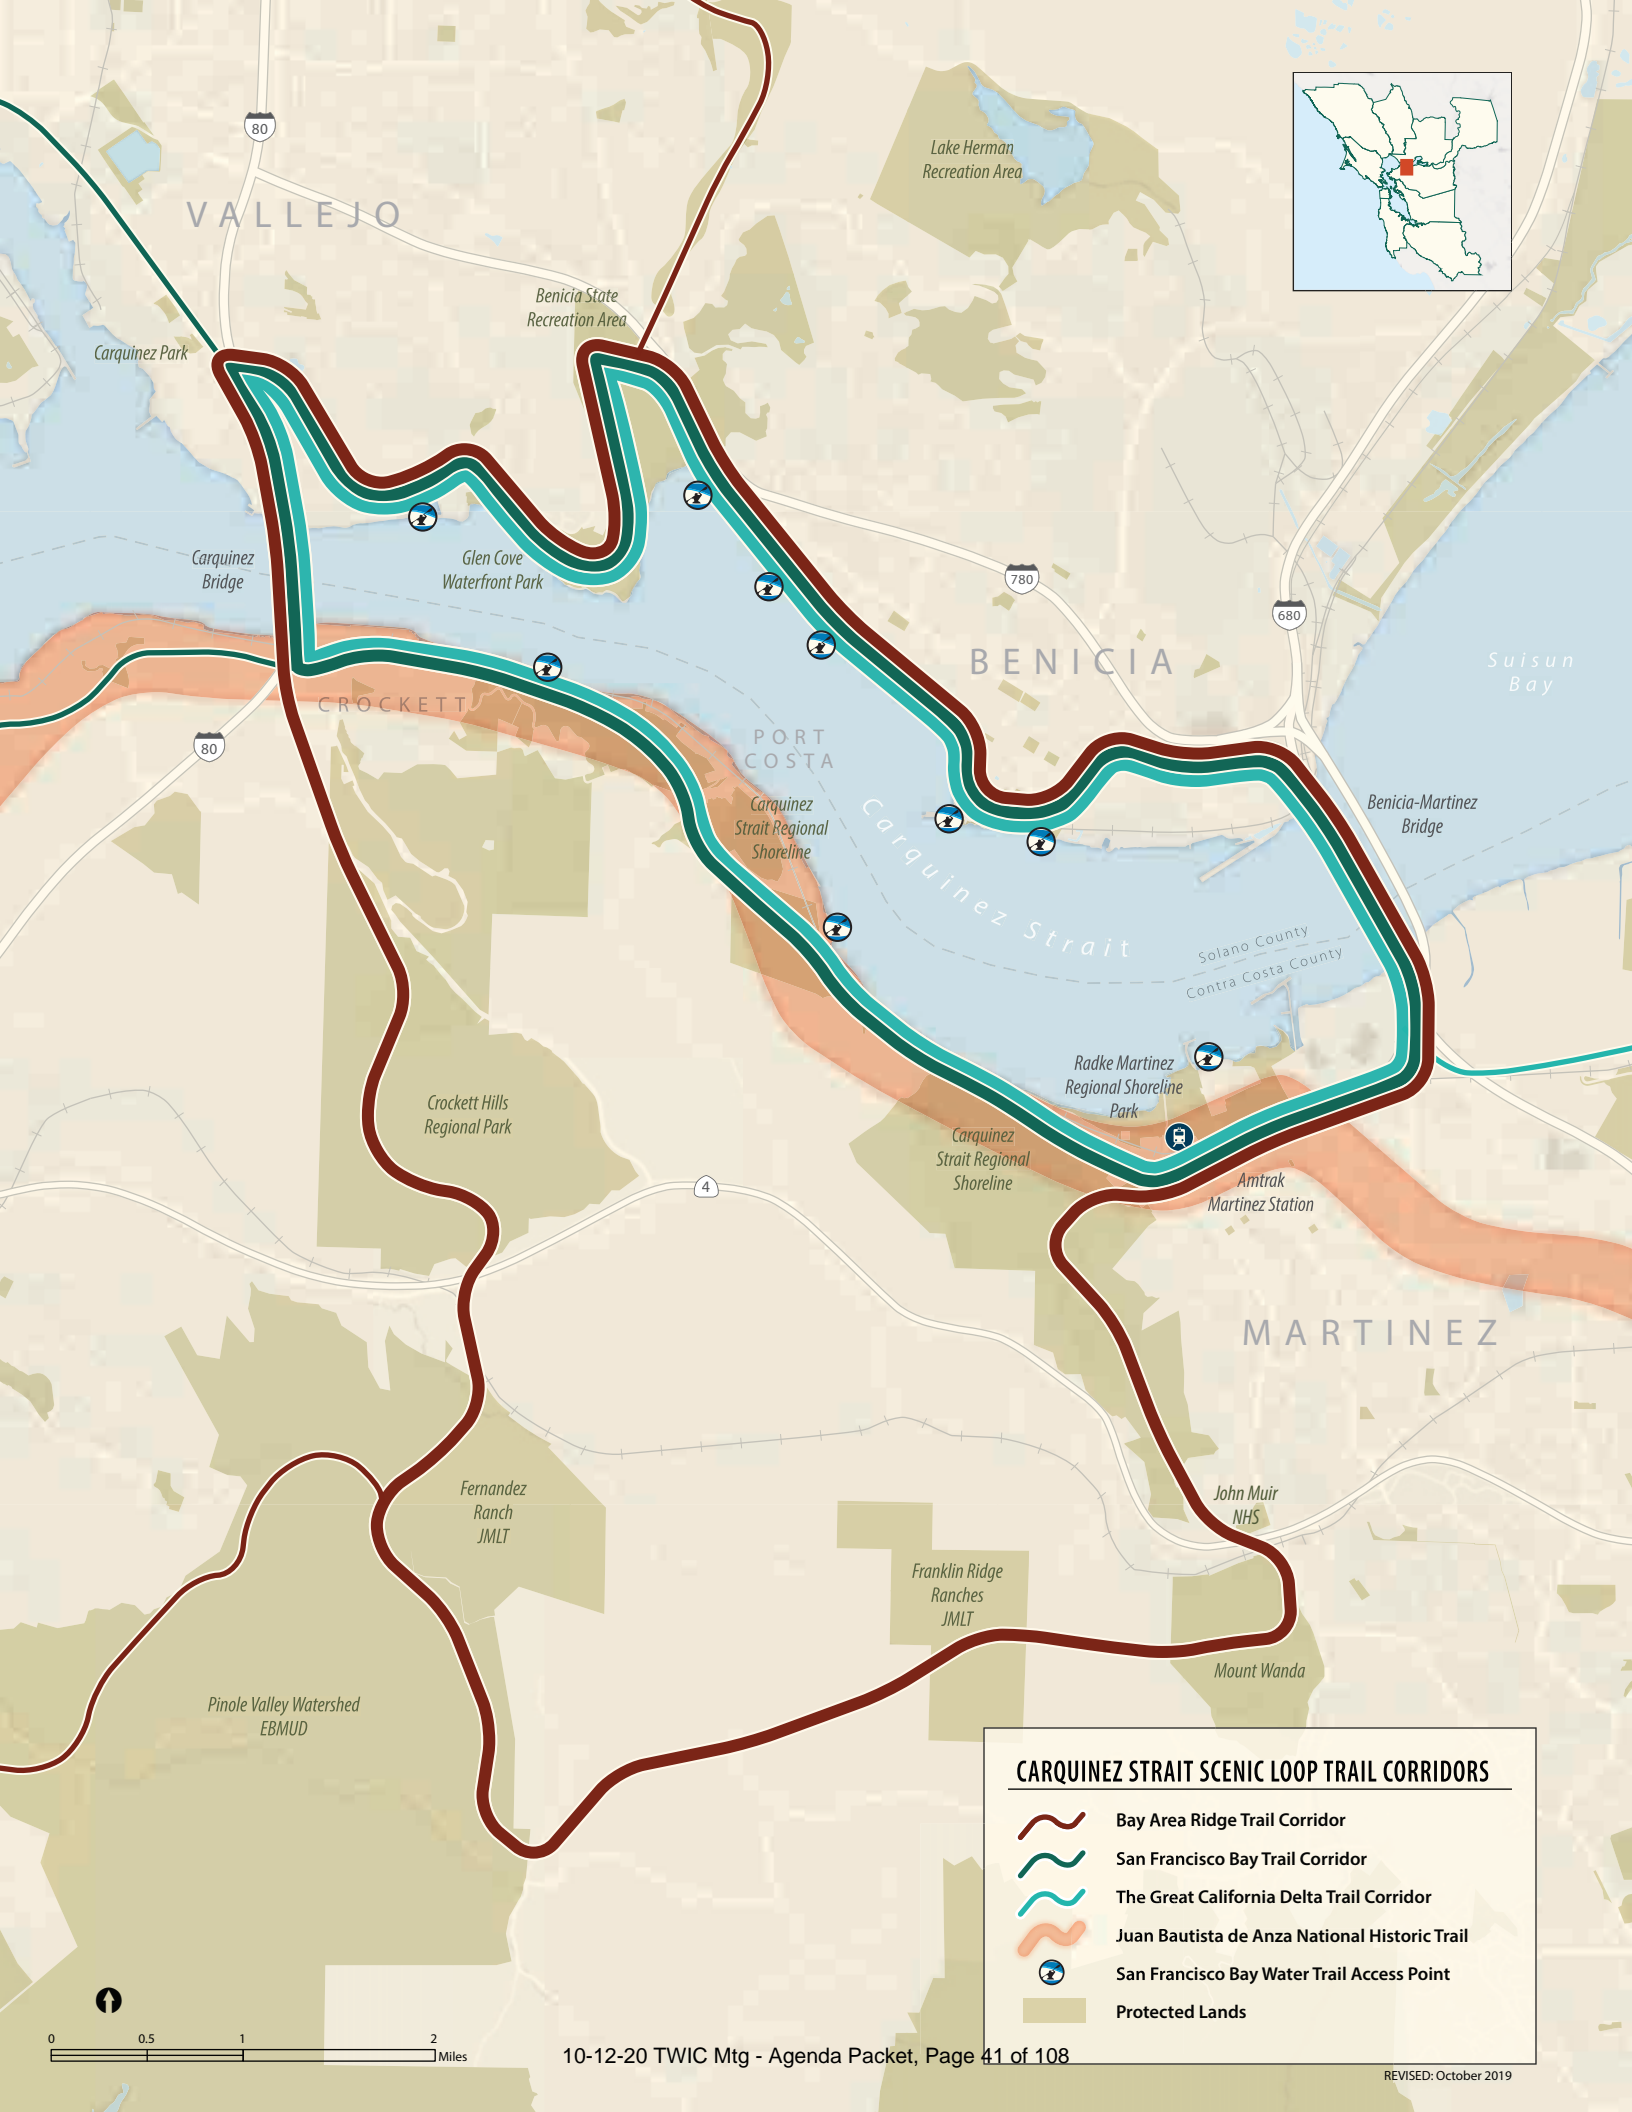 80
VALLEJO
Lake Herman
Recreation Area
Benicia State
Recreation Area
Carquinez Park
Carquinez
Bridge
Glen Cove
Waterfront Park
780
680
BENICIA
Suisun
Bay
CROCKETT
80
PORT
COSTA
Carquinez
Strait Regional
Shoreline
Carquinez Strait
Benicia-Martinez
Bridge
Solano County
Contra Costa County
Radke Martinez
Regional Shoreline
Park
Crockett Hills
Regional Park
Carquinez
Strait Regional
Shoreline
4
Amtrak
Martinez Station
MARTINEZ
Fernandez
Ranch
JMLT
John Muir
NHS
Franklin Ridge
Ranches
JMLT
Mount Wanda
Pinole Valley Watershed
EBMUD
CARQUINEZ STRAIT SCENIC LOOP TRAIL CORRIDORS
Bay Area Ridge Trail Corridor
San Francisco Bay Trail Corridor
The Great California Delta Trail Corridor
Juan Bautista de Anza National Historic Trail
San Francisco Bay Water Trail Access Point
Protected Lands
0 0.5 1 2
Miles
10-12-20 TWIC Mtg - Agenda Packet, Page 41 of 108
REVISED: October 2019